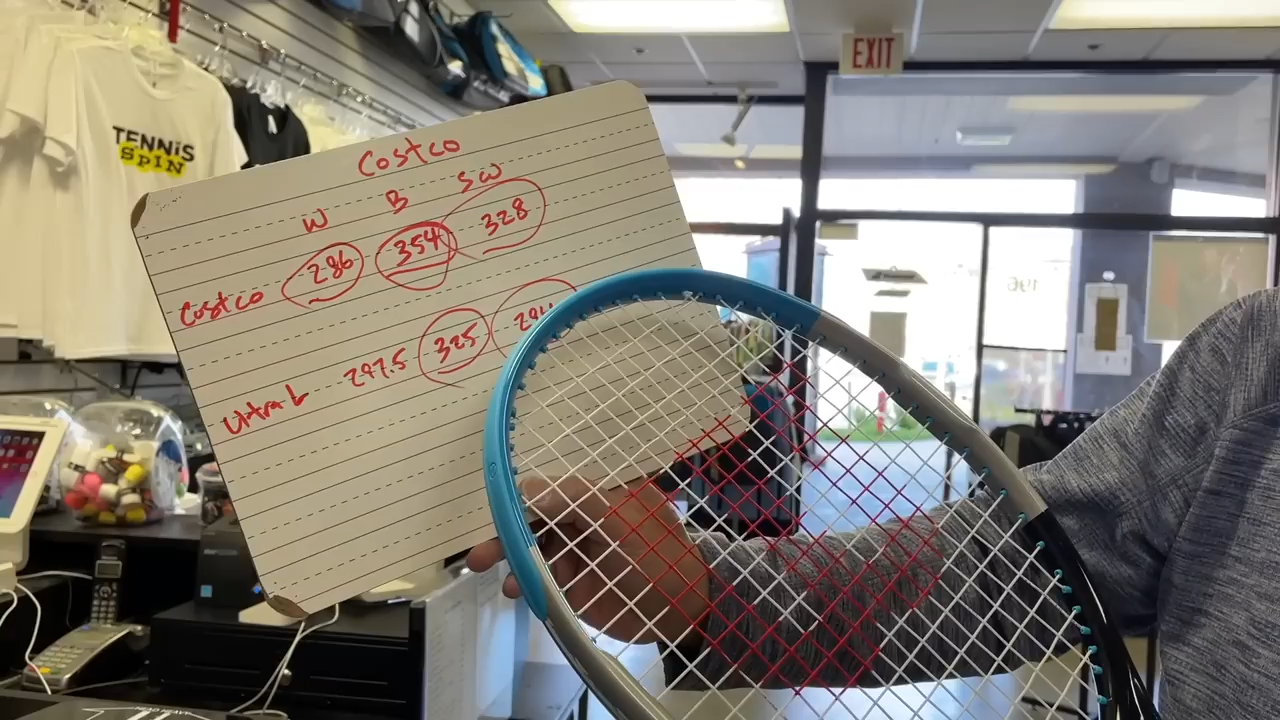 EXIT
TENNIS
SPIN
Costco
W B SW
Costco 286 354 328
Ultra L 297.5 325